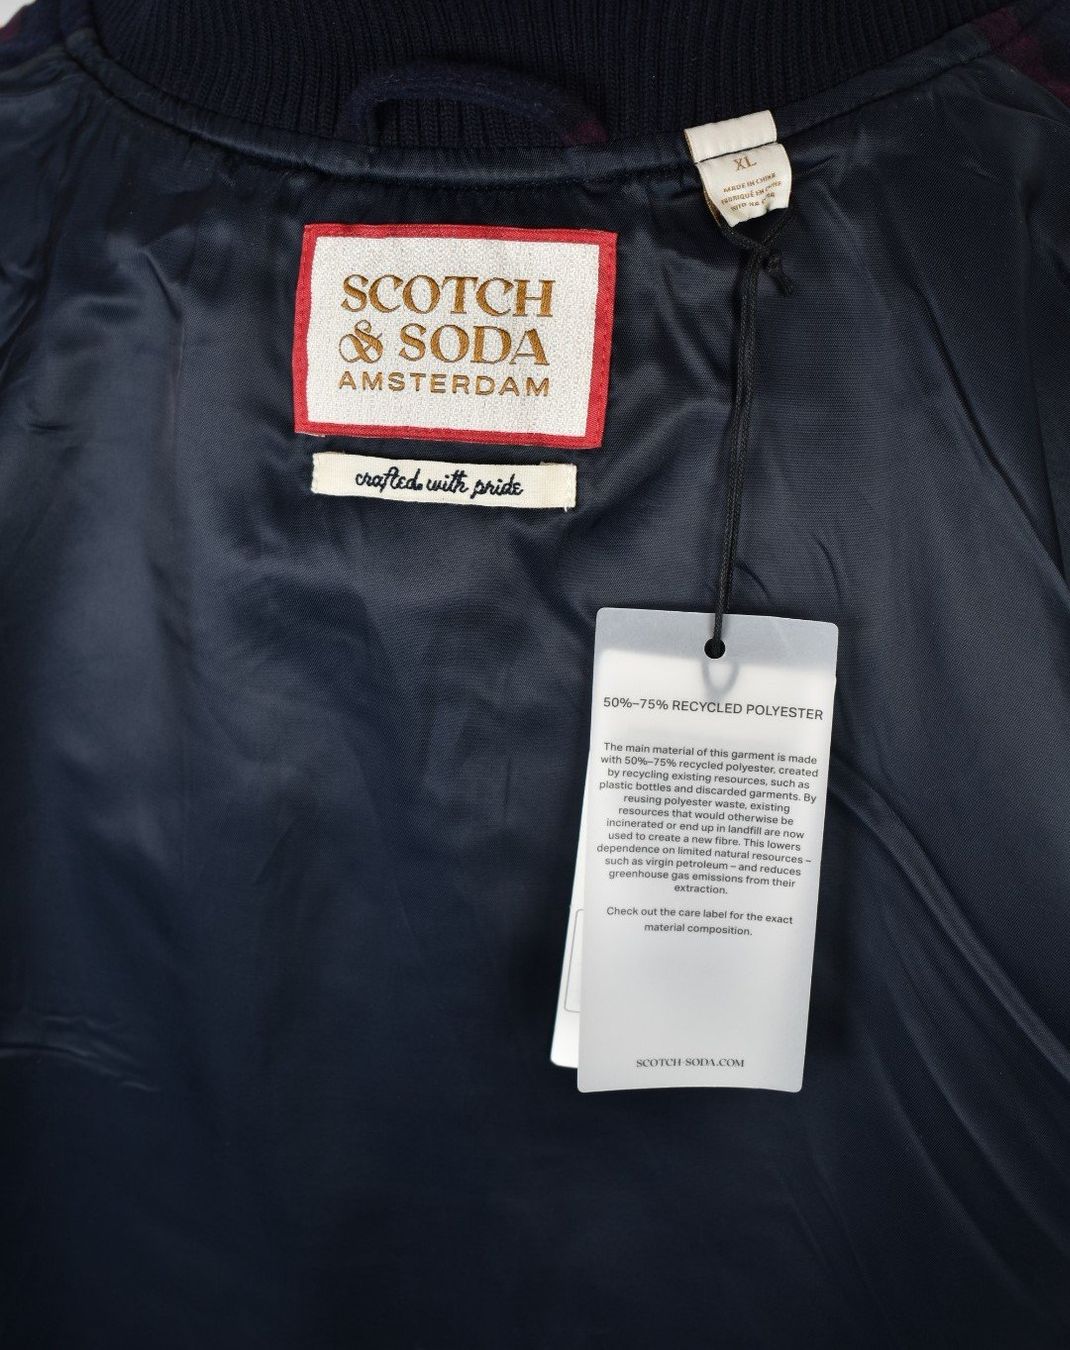 XL
MADE IN CHINA
FABRIQUÉ EN
SCOTCH
& SODA
AMSTERDAM
crafted with pride
50%–75% RECYCLED POLYESTER
The main material of this garment is made
with 50%–75% recycled polyester, created
by recycling existing resources, such as
plastic bottles and discarded garments. By
reusing polyester waste, existing
resources that would otherwise be
incinerated or end up in landfill are now
used to create a new fibre. This lowers
dependence on limited natural resources –
such as virgin petroleum – and reduces
greenhouse gas emissions from their
extraction.
Check out the care label for the exact
material composition.
SCOTCH-SODA.COM